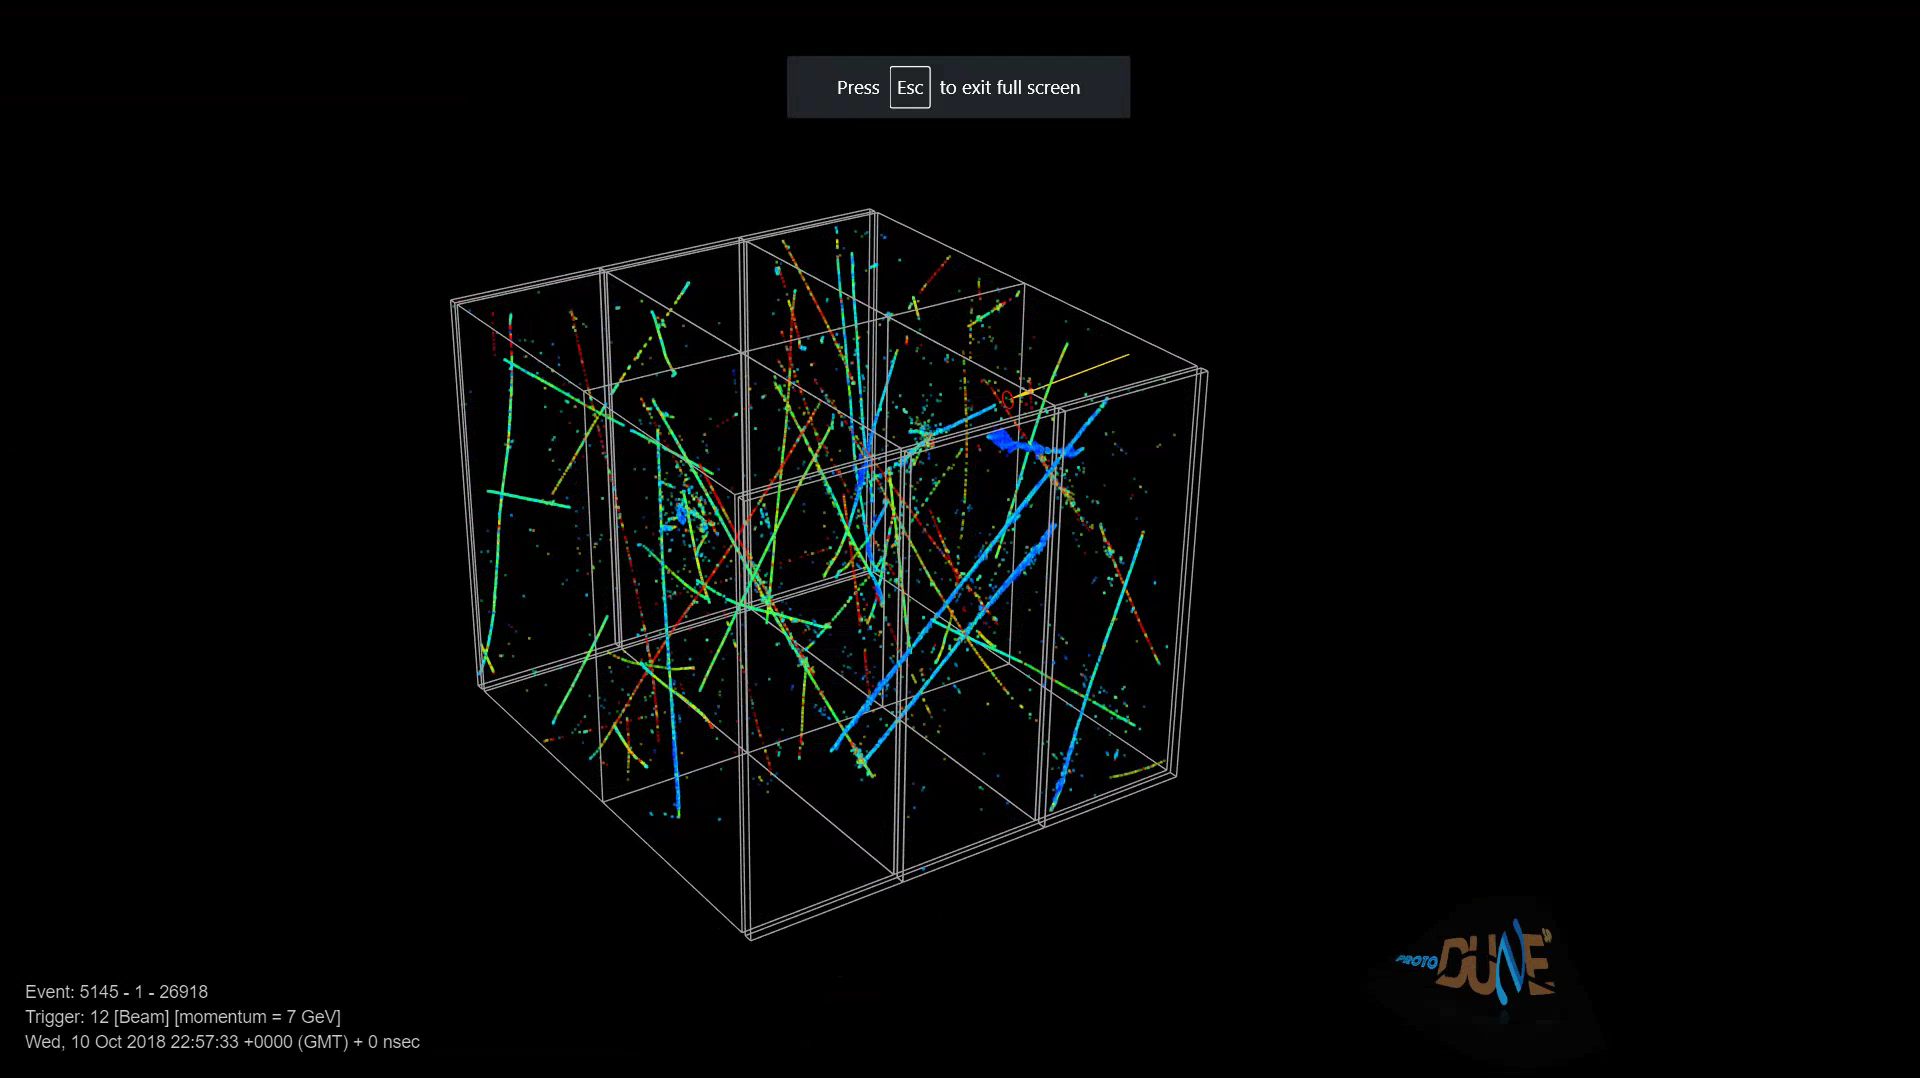 Press Esc to exit full screen
PROTO DUNE
Event: 5145 - 1 - 26918
Trigger: 12 [Beam] [momentum = 7 GeV]
Wed, 10 Oct 2018 22:57:33 +0000 (GMT) + 0 nsec